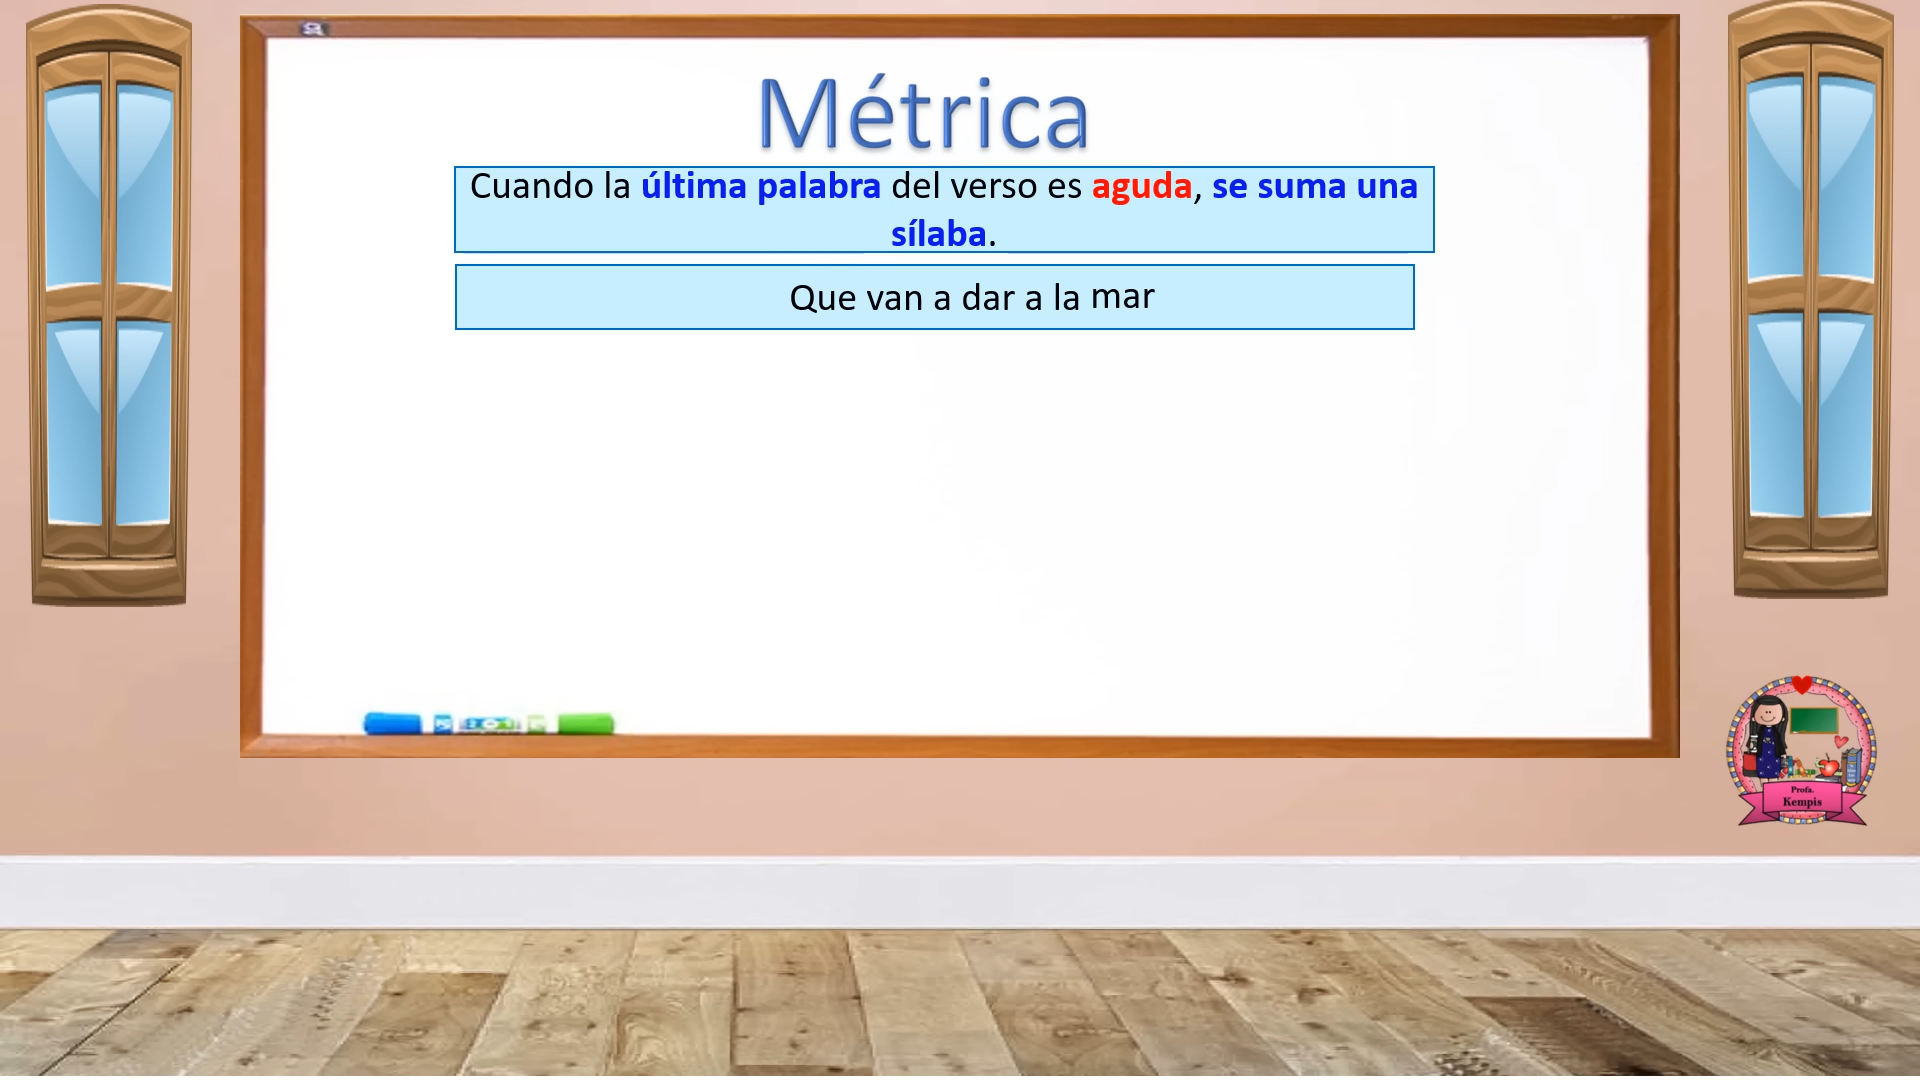 Métrica
Cuando la última palabra del verso es aguda, se suma una
sílaba.
Que van a dar a la mar
Profa.
Kempis